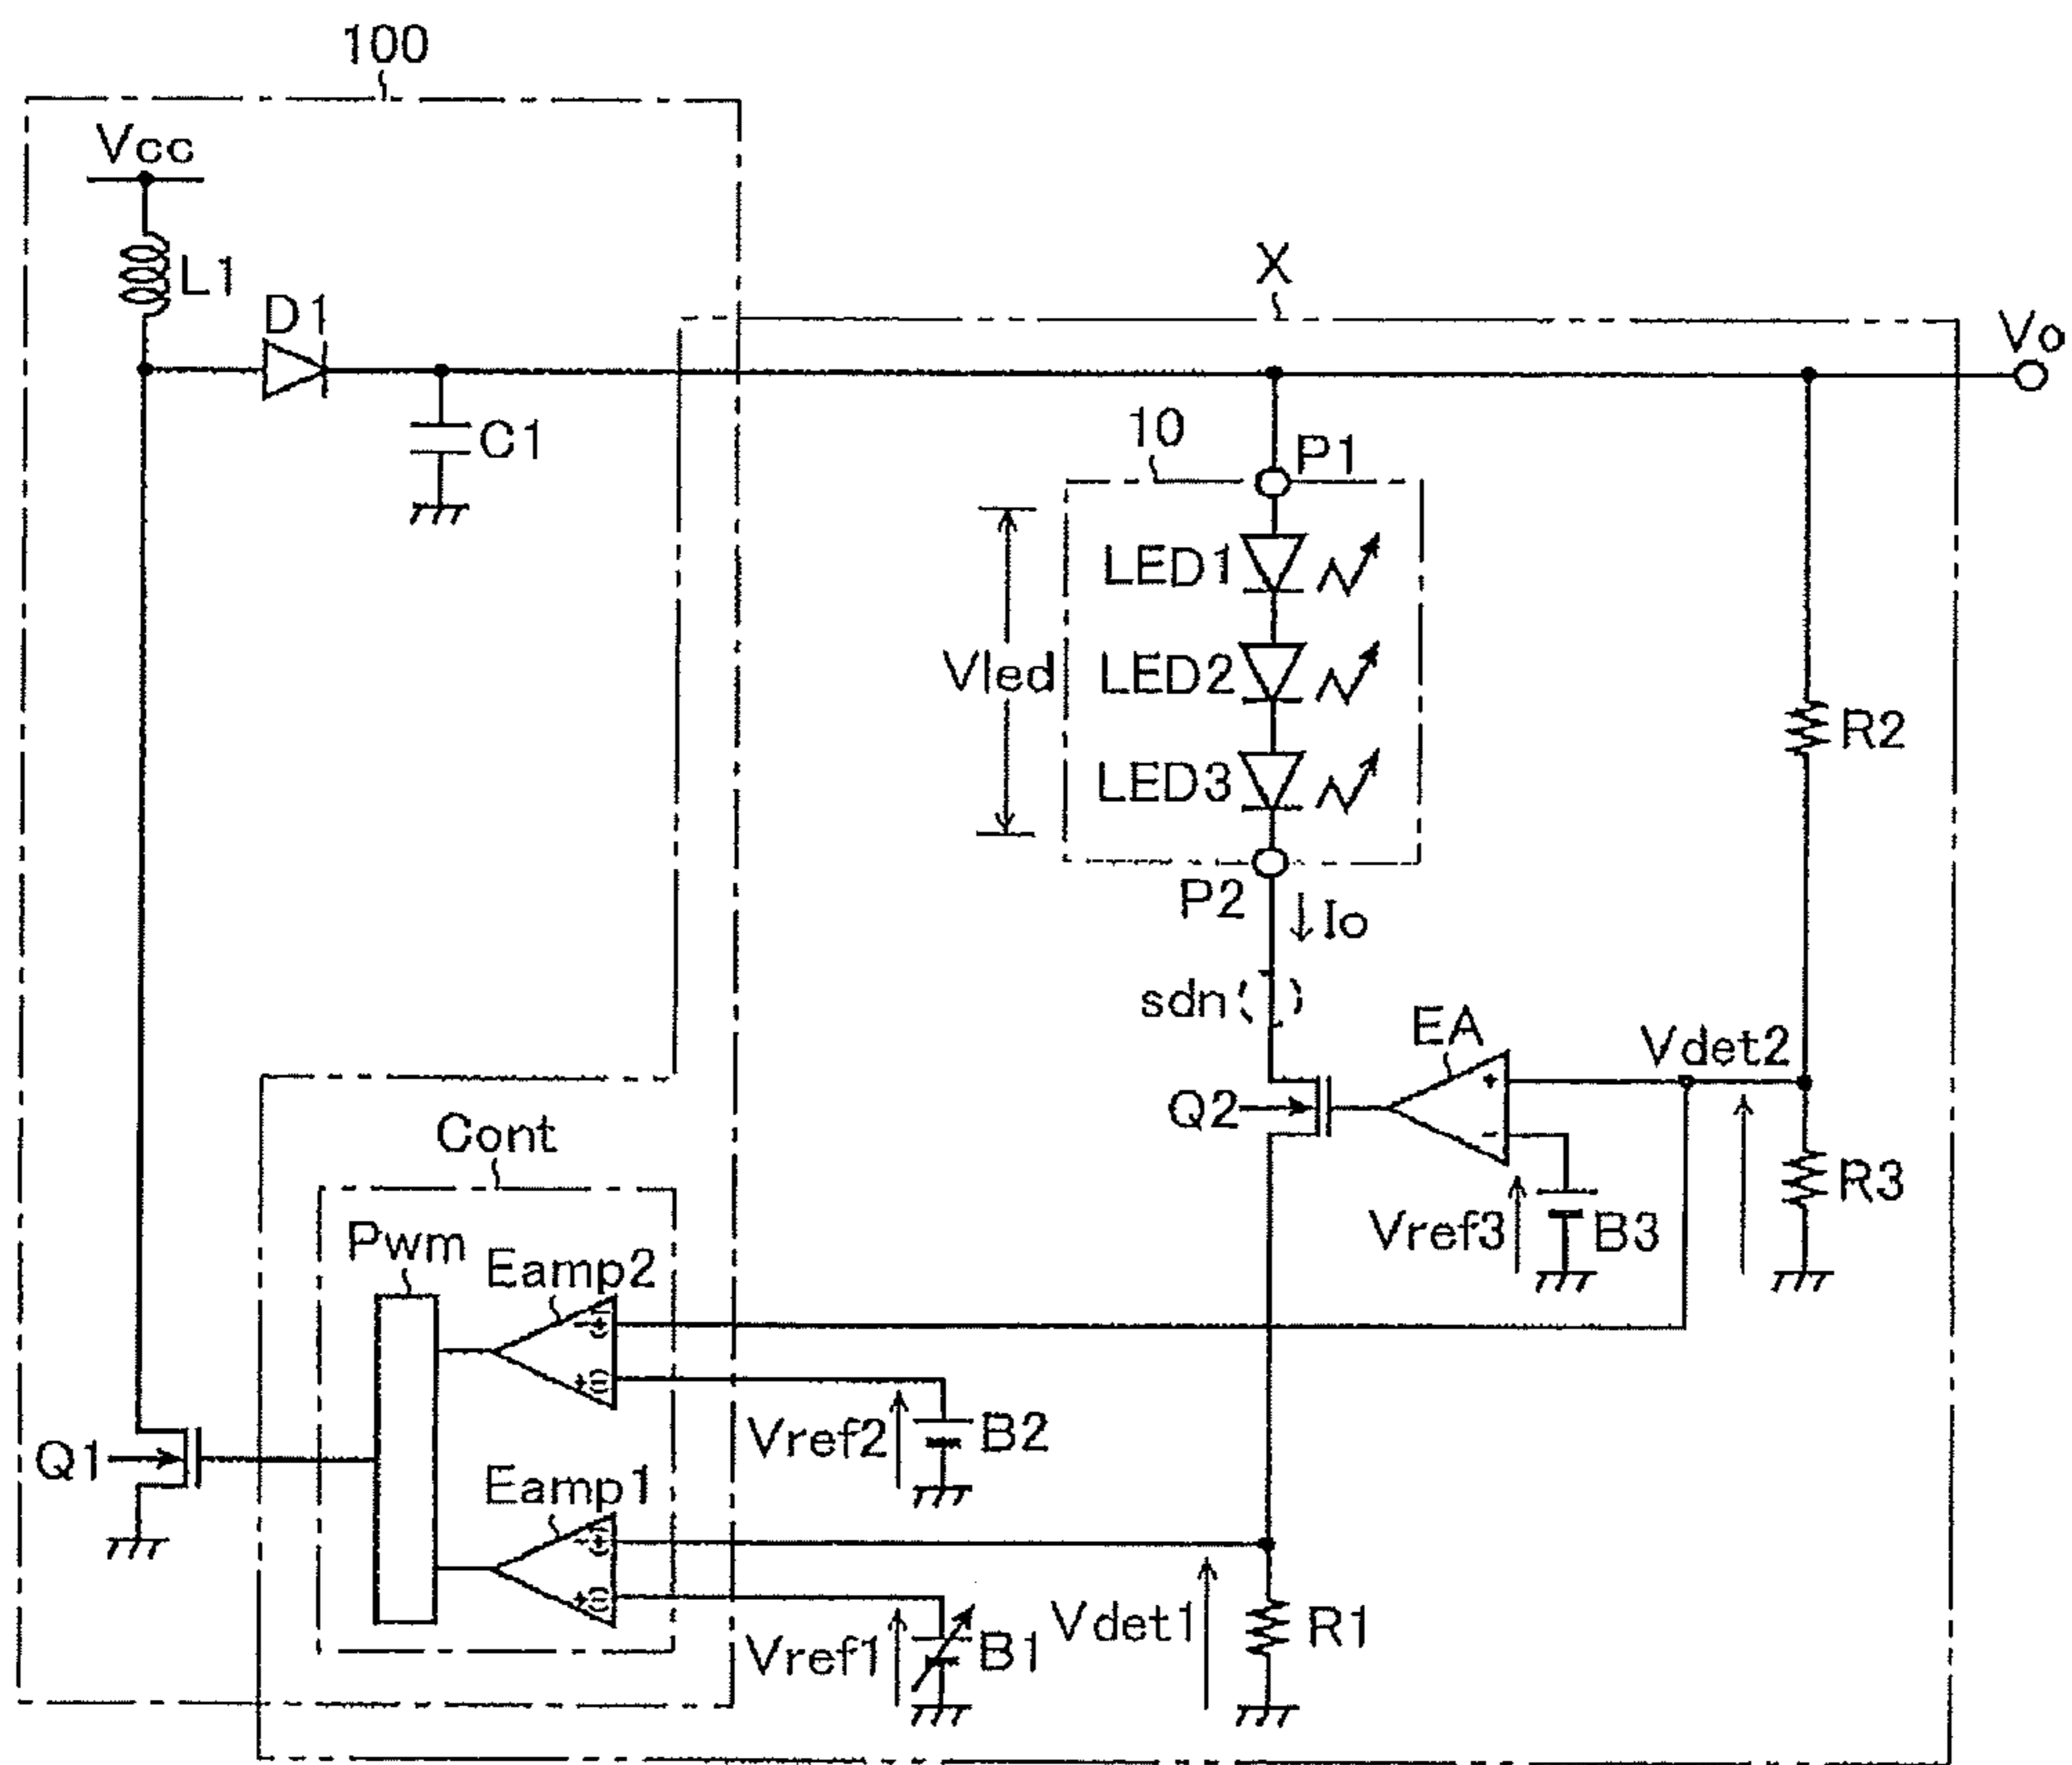 100
Vcc
L1
D1
X
Vo
C1
10
P1
LED1
Vled
LED2
R2
LED3
P2
Io
sdn
EA
Vdet2
Q2
+
-
Cont
R3
Vref3
B3
Pwm
Eamp2
-(+)
+(-)
Vref2
B2
Q1
Eamp1
-(+)
+(-)
Vref1
B1
Vdet1
R1